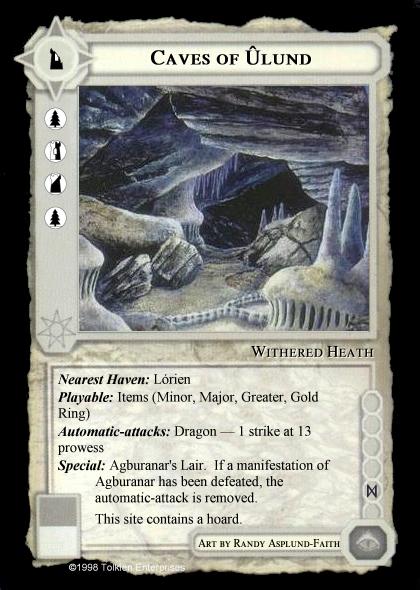 CAVES OF ÛLUND
WITHERED HEATH
Nearest Haven: Lórien
Playable: Items (Minor, Major, Greater, Gold
Ring)
Automatic-attacks: Dragon — 1 strike at 13
prowess
Special: Agburanar's Lair. If a manifestation of
Agburanar has been defeated, the
automatic-attack is removed.
This site contains a hoard.
ART BY RANDY ASPLUND-FAITH
©1998 Tolkien Enterprises